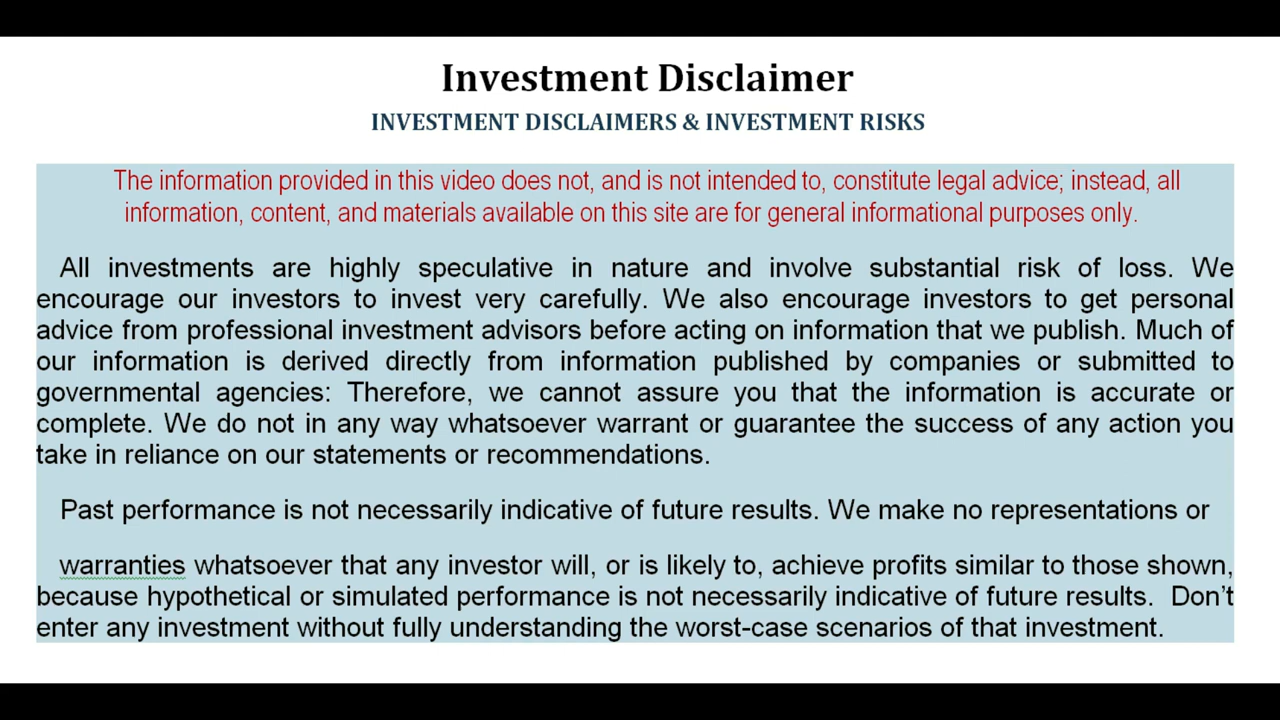 Investment Disclaimer
INVESTMENT DISCLAIMERS & INVESTMENT RISKS
The information provided in this video does not, and is not intended to, constitute legal advice; instead, all
information, content, and materials available on this site are for general informational purposes only.
All investments are highly speculative in nature and involve substantial risk of loss. We
encourage our investors to invest very carefully. We also encourage investors to get personal
advice from professional investment advisors before acting on information that we publish. Much of
our information is derived directly from information published by companies or submitted to
governmental agencies: Therefore, we cannot assure you that the information is accurate or
complete. We do not in any way whatsoever warrant or guarantee the success of any action you
take in reliance on our statements or recommendations.
Past performance is not necessarily indicative of future results. We make no representations or
warranties whatsoever that any investor will, or is likely to, achieve profits similar to those shown,
because hypothetical or simulated performance is not necessarily indicative of future results.  Don’t
enter any investment without fully understanding the worst-case scenarios of that investment.